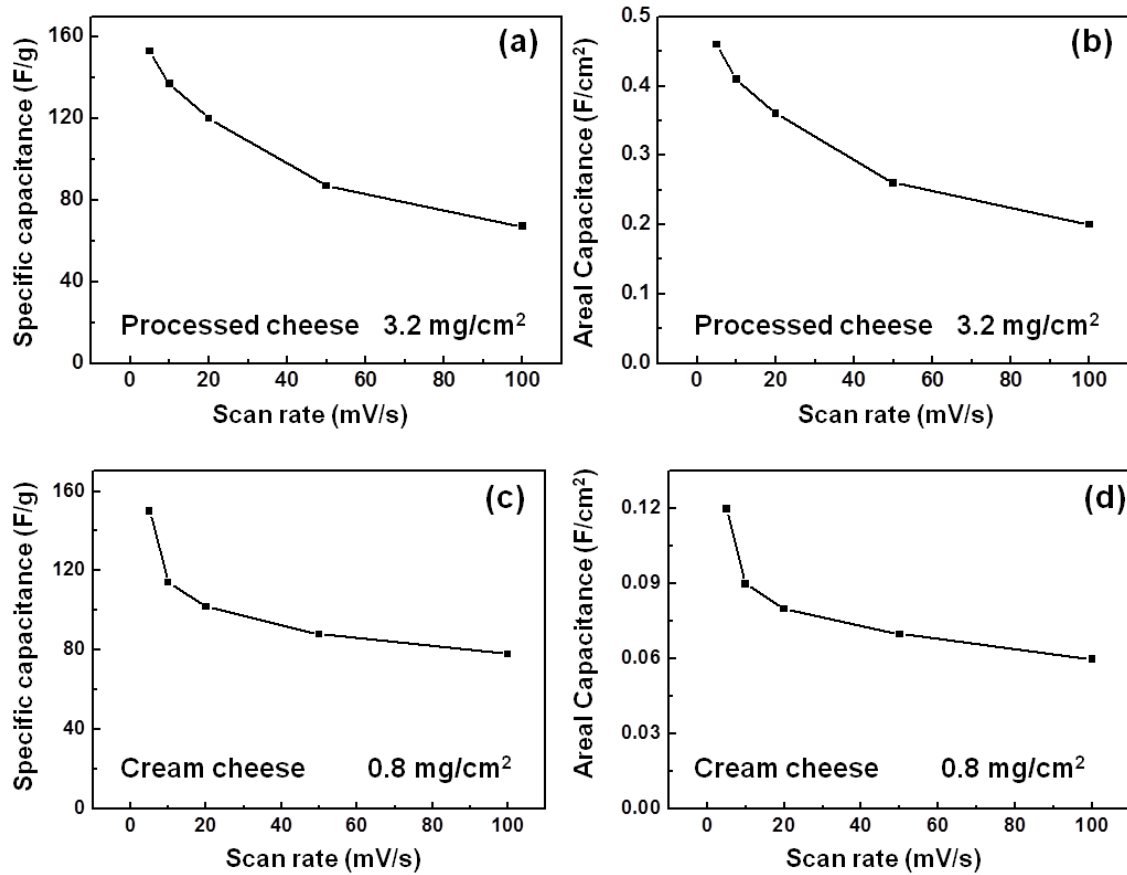 (a)
Specific capacitance (F/g)
160
120
80
40
0
Processed cheese 3.2 mg/cm²
0 20 40 60 80 100
Scan rate (mV/s)
(b)
Areal Capacitance (F/cm²)
0.5
0.4
0.3
0.2
0.1
0.0
Processed cheese 3.2 mg/cm²
0 20 40 60 80 100
Scan rate (mV/s)
(c)
Specific capacitance (F/g)
160
120
80
40
0
Cream cheese 0.8 mg/cm²
0 20 40 60 80 100
Scan rate (mV/s)
(d)
Areal Capacitance (F/cm²)
0.12
0.09
0.06
0.03
0.00
Cream cheese 0.8 mg/cm²
0 20 40 60 80 100
Scan rate (mV/s)